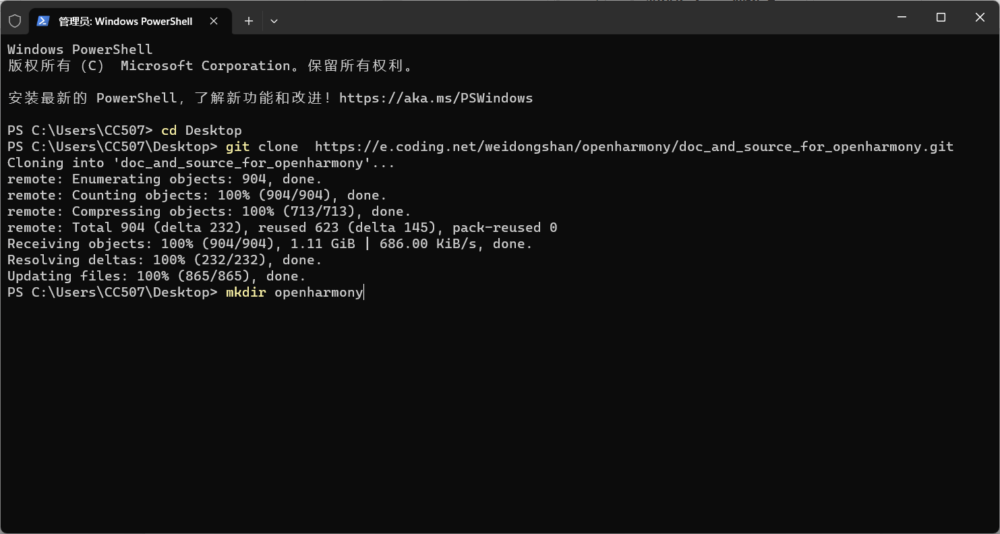 管理员: Windows PowerShell
Windows PowerShell
版权所有（C） Microsoft Corporation。保留所有权利。
安装最新的 PowerShell，了解新功能和改进！https://aka.ms/PSWindows
PS C:\Users\CC507> cd Desktop
PS C:\Users\CC507\Desktop> git clone  https://e.coding.net/weidongshan/openharmony/doc_and_source_for_openharmony.git
Cloning into 'doc_and_source_for_openharmony'...
remote: Enumerating objects: 904, done.
remote: Counting objects: 100% (904/904), done.
remote: Compressing objects: 100% (713/713), done.
remote: Total 904 (delta 232), reused 623 (delta 145), pack-reused 0
Receiving objects: 100% (904/904), 1.11 GiB | 686.00 KiB/s, done.
Resolving deltas: 100% (232/232), done.
Updating files: 100% (865/865), done.
PS C:\Users\CC507\Desktop> mkdir openharmony